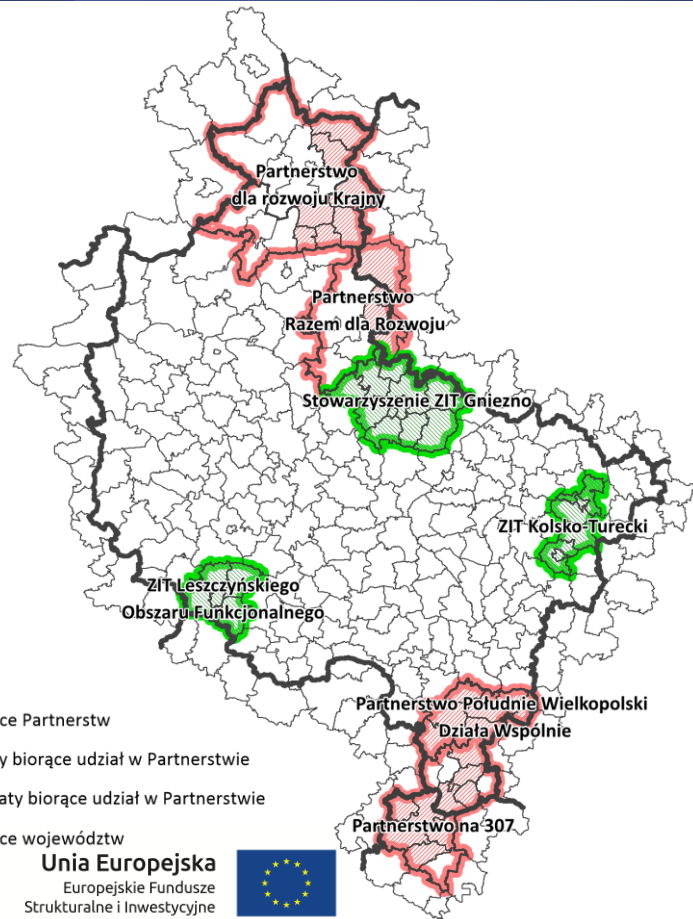 Partnerstwo
dla rozwoju Krajny
Partnerstwo
Razem dla Rozwoju
Stowarzyszenie ZIT Gniezno
ZIT Kolsko-Turecki
ZIT Leszczyńskiego
Obszaru Funkcjonalnego
Partnerstwo Południe Wielkopolski
Działa Wspólnie
Partnerstwo na 307
ce Partnerstw
y biorące udział w Partnerstwie
aty biorące udział w Partnerstwie
ce województw
Unia Europejska
Europejskie Fundusze
Strukturalne i Inwestycyjne